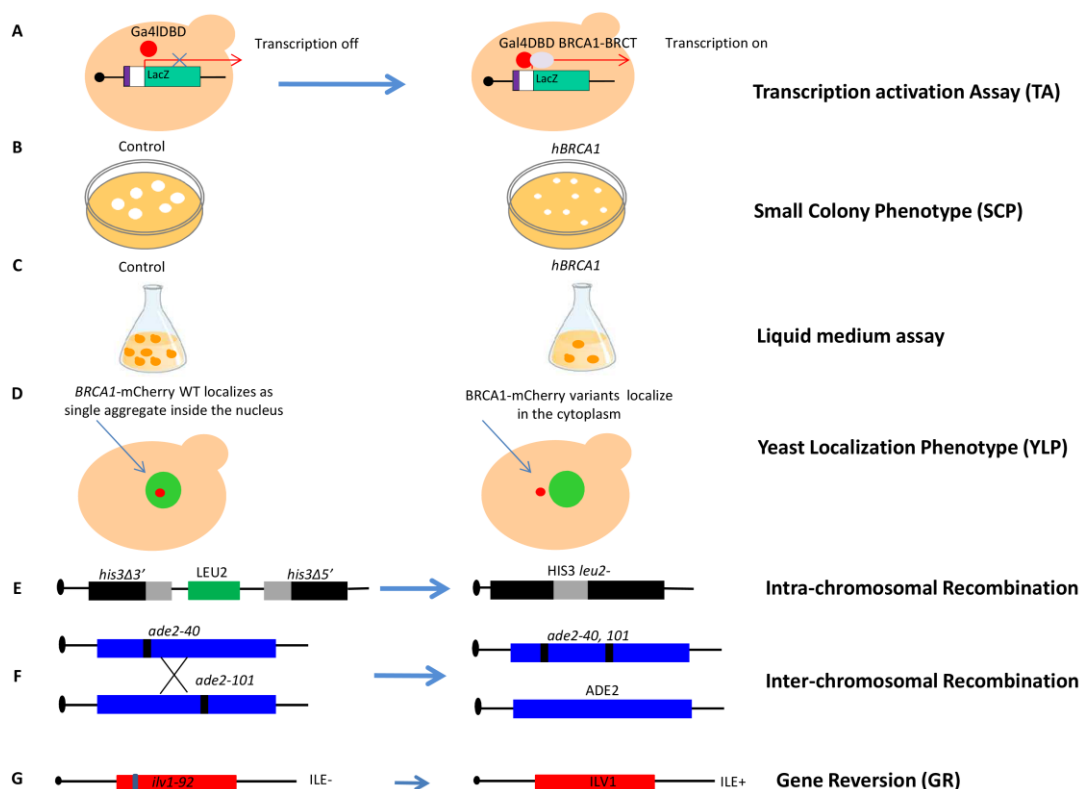 A
Ga4lDBD
Transcription off
LacZ
Gal4DBD BRCA1-BRCT
Transcription on
LacZ
Transcription activation Assay (TA)
B
Control
hBRCA1
Small Colony Phenotype (SCP)
C
Control
hBRCA1
Liquid medium assay
D
BRCA1-mCherry WT localizes as
single aggregate inside the nucleus
BRCA1-mCherry variants localize
in the cytoplasm
Yeast Localization Phenotype (YLP)
E
his3Δ3’
LEU2
his3Δ5’
HIS3 leu2-
Intra-chromosomal Recombination
F
ade2-40
ade2-101
ade2-40, 101
ADE2
Inter-chromosomal Recombination
G
ilv1-92
ILE-
ILV1
ILE+
Gene Reversion (GR)